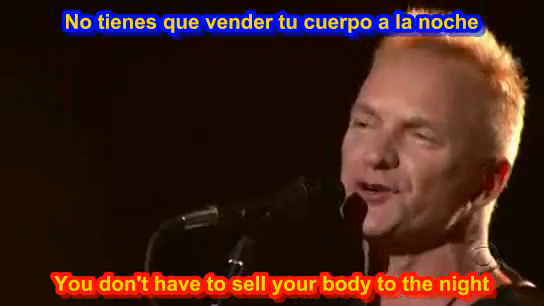 No tienes que vender tu cuerpo a la noche
You don't have to sell your body to the night